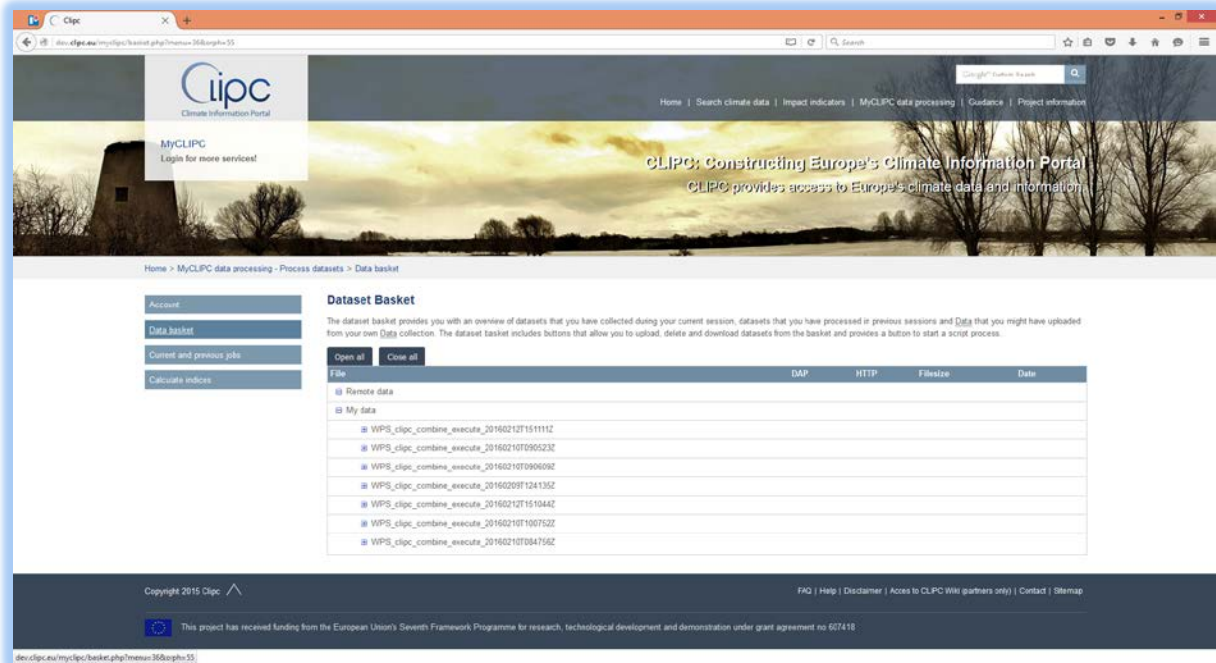 Clipc
dev.clipc.eu/myclipc/basket.php?menu=36&orph=55
Search
Clipc
Climate Information Portal
Home | Search climate data | Impact indicators | MyCLIPC data processing | Guidance | Project information
MyCLIPC
Login for more services!
CLIPC: Constructing Europe's Climate Information Portal
CLIPC provides access to Europe's climate data and information.
Home > MyCLIPC data processing - Process datasets > Data basket
Account
Data basket
Current and previous jobs
Calculate indices
Dataset Basket
The dataset basket provides you with an overview of datasets that you have collected during your current session, datasets that you have processed in previous sessions and Data that you might have uploaded
from your own Data collection. The dataset basket includes buttons that allow you to upload, delete and download datasets from the basket and provides a button to start a script process.
Open all Close all
File DAP HTTP Filesize Date
Remote data
My data
WPS_clipc_combine_execute_20160212T151111Z
WPS_clipc_combine_execute_20160210T090523Z
WPS_clipc_combine_execute_20160210T090609Z
WPS_clipc_combine_execute_20160209T124135Z
WPS_clipc_combine_execute_20160212T151044Z
WPS_clipc_combine_execute_20160210T100752Z
WPS_clipc_combine_execute_20160210T084756Z
Copyright 2015 Clipc
FAQ | Help | Disclaimer | Acces to CLIPC Wiki (partners only) | Contact | Sitemap
This project has received funding from the European Union's Seventh Framework Programme for research, technological development and demonstration under grant agreement no 607418
dev.clipc.eu/myclipc/basket.php?menu=36&orph=55